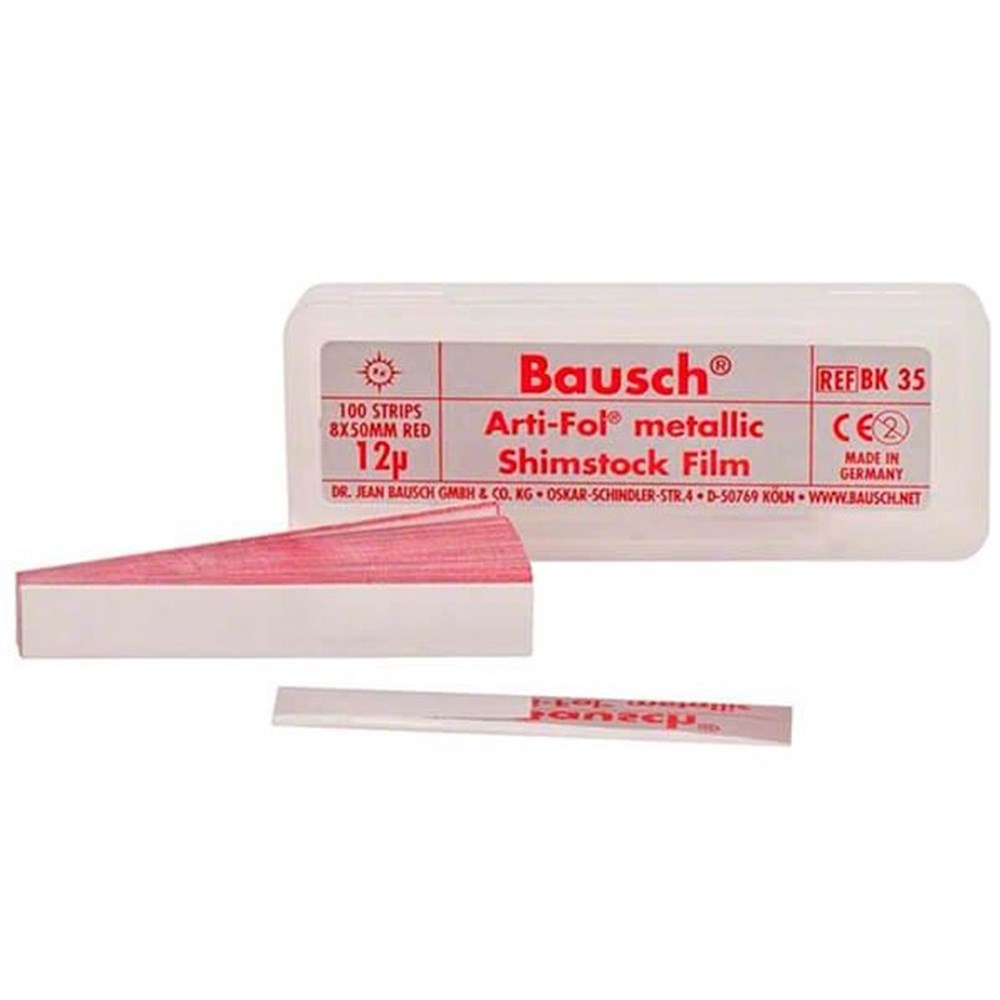 Bausch®
REF BK 35
100 STRIPS
8X50MM RED
12µ
Arti-Fol® metallic
Shimstock Film
CE 2
MADE IN
GERMANY
DR. JEAN BAUSCH GMBH & CO. KG • OSKAR-SCHINDLER-STR.4 • D-50769 KÖLN • WWW.BAUSCH.NET